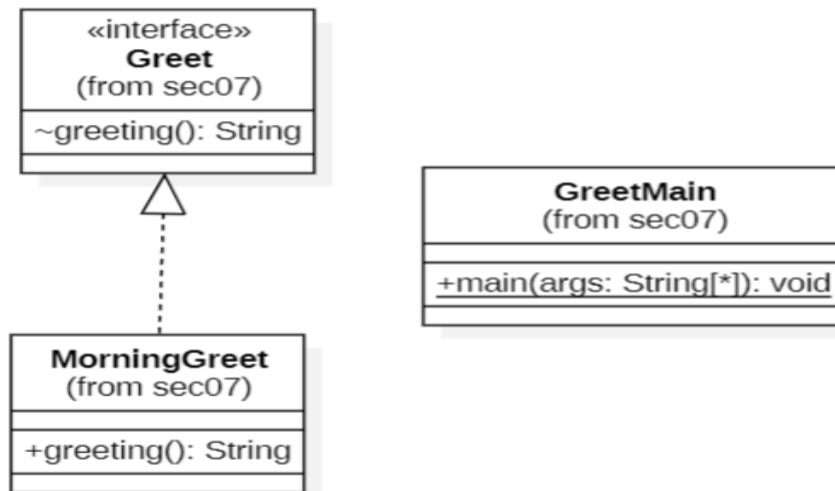 «interface»
Greet
(from sec07)
~greeting(): String
GreetMain
(from sec07)
+main(args: String[*]): void
MorningGreet
(from sec07)
+greeting(): String